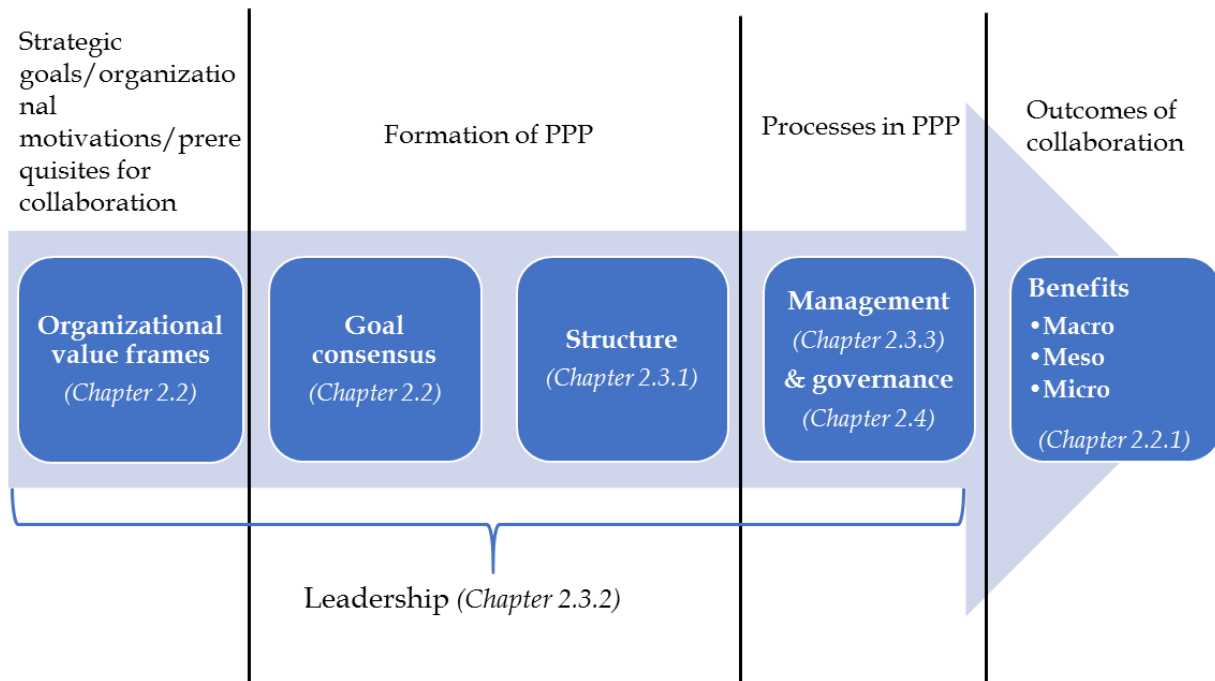 Strategic
goals/organizatio
nal
motivations/prere
quisites for
collaboration
Formation of PPP
Processes in PPP
Outcomes of
collaboration
Organizational
value frames
(Chapter 2.2)
Goal
consensus
(Chapter 2.2)
Structure
(Chapter 2.3.1)
Management
(Chapter 2.3.3)
& governance
(Chapter 2.4)
Benefits
•Macro
•Meso
•Micro
(Chapter 2.2.1)
Leadership (Chapter 2.3.2)